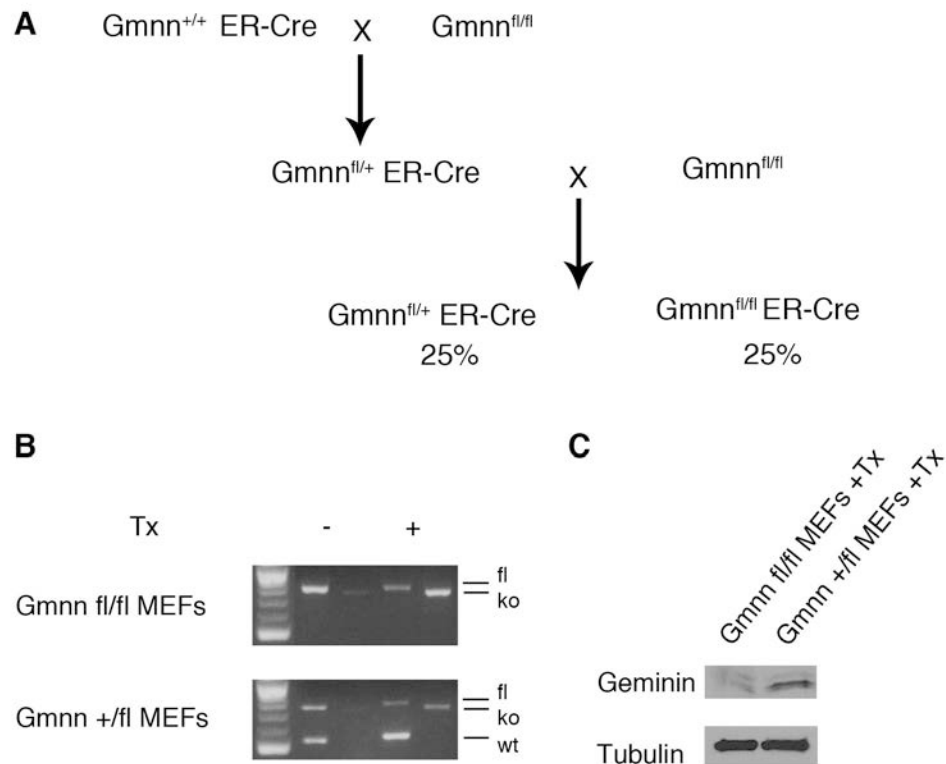 A
Gmnn+/+ ER-Cre X Gmnnfl/fl
Gmnnfl/+ ER-Cre X Gmnnfl/fl
Gmnnfl/+ ER-Cre Gmnnfl/fl ER-Cre
25% 25%
B
Tx - +
Gmnn fl/fl MEFs
fl
ko
Gmnn +/fl MEFs
fl
ko
wt
C
Gmnn fl/fl MEFs +Tx
Gmnn +/fl MEFs +Tx
Geminin
Tubulin